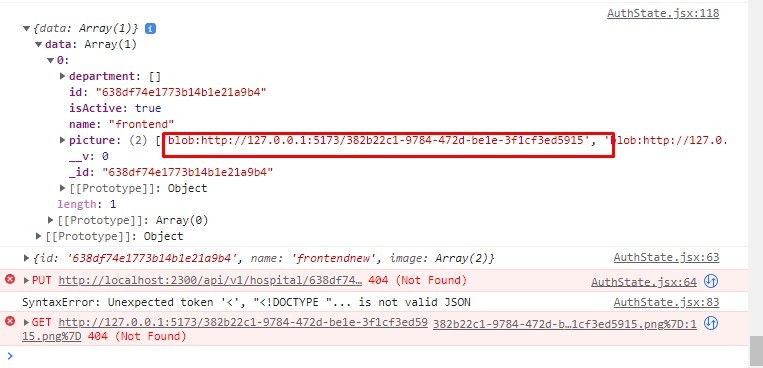 AuthState.jsx:118
▼{data: Array(1)} i
▼data: Array(1)
▼0:
▶department: []
id: "638df74e1773b14b1e21a9b4"
isActive: true
name: "frontend"
▶picture: (2) ['blob:http://127.0.0.1:5173/382b22c1-9784-472d-be1e-3f1cf3ed5915', 'blob:http://127.0.
__v: 0
_id: "638df74e1773b14b1e21a9b4"
▶[[Prototype]]: Object
length: 1
▶[[Prototype]]: Array(0)
▶[[Prototype]]: Object
▶{id: '638df74e1773b14b1e21a9b4', name: 'frontendnew', image: Array(2)} AuthState.jsx:63
▶PUT http://localhost:2300/api/v1/hospital/638df74… 404 (Not Found) AuthState.jsx:64
SyntaxError: Unexpected token '<', "<!DOCTYPE "... is not valid JSON AuthState.jsx:83
▶GET http://127.0.0.1:5173/382b22c1-9784-472d-be1e-3f1cf3ed59 382b22c1-9784-472d-b…1cf3ed5915.png%7D:1
15.png%7D 404 (Not Found)
>